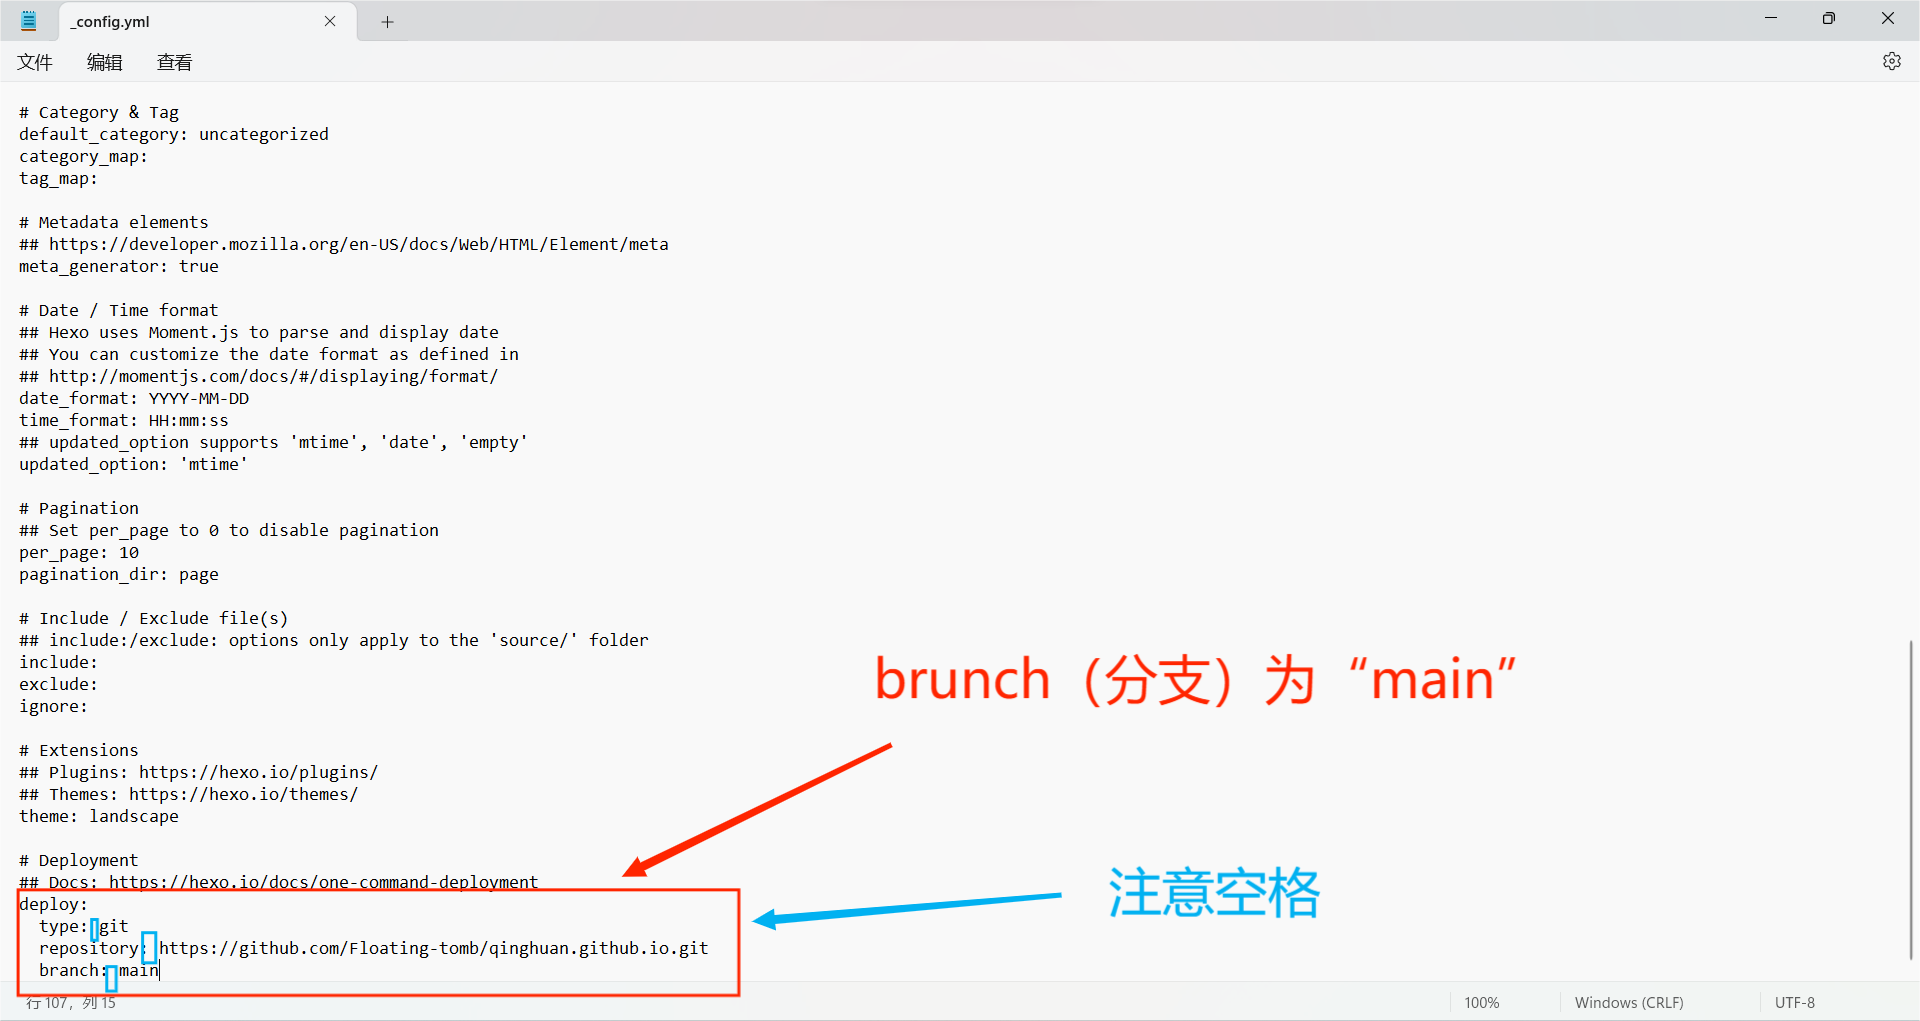 _config.yml
文件 编辑 查看
# Category & Tag
default_category: uncategorized
category_map:
tag_map:
# Metadata elements
## https://developer.mozilla.org/en-US/docs/Web/HTML/Element/meta
meta_generator: true
# Date / Time format
## Hexo uses Moment.js to parse and display date
## You can customize the date format as defined in
## http://momentjs.com/docs/#/displaying/format/
date_format: YYYY-MM-DD
time_format: HH:mm:ss
## updated_option supports 'mtime', 'date', 'empty'
updated_option: 'mtime'
# Pagination
## Set per_page to 0 to disable pagination
per_page: 10
pagination_dir: page
# Include / Exclude file(s)
## include:/exclude: options only apply to the 'source/' folder
include:
exclude:
ignore:
brunch（分支）为“main”
# Extensions
## Plugins: https://hexo.io/plugins/
## Themes: https://hexo.io/themes/
theme: landscape
# Deployment
## Docs: https://hexo.io/docs/one-command-deployment
注意空格
deploy:
  type: git
  repository: https://github.com/Floating-tomb/qinghuan.github.io.git
  branch: main
行 107，列 15 100% Windows (CRLF) UTF-8